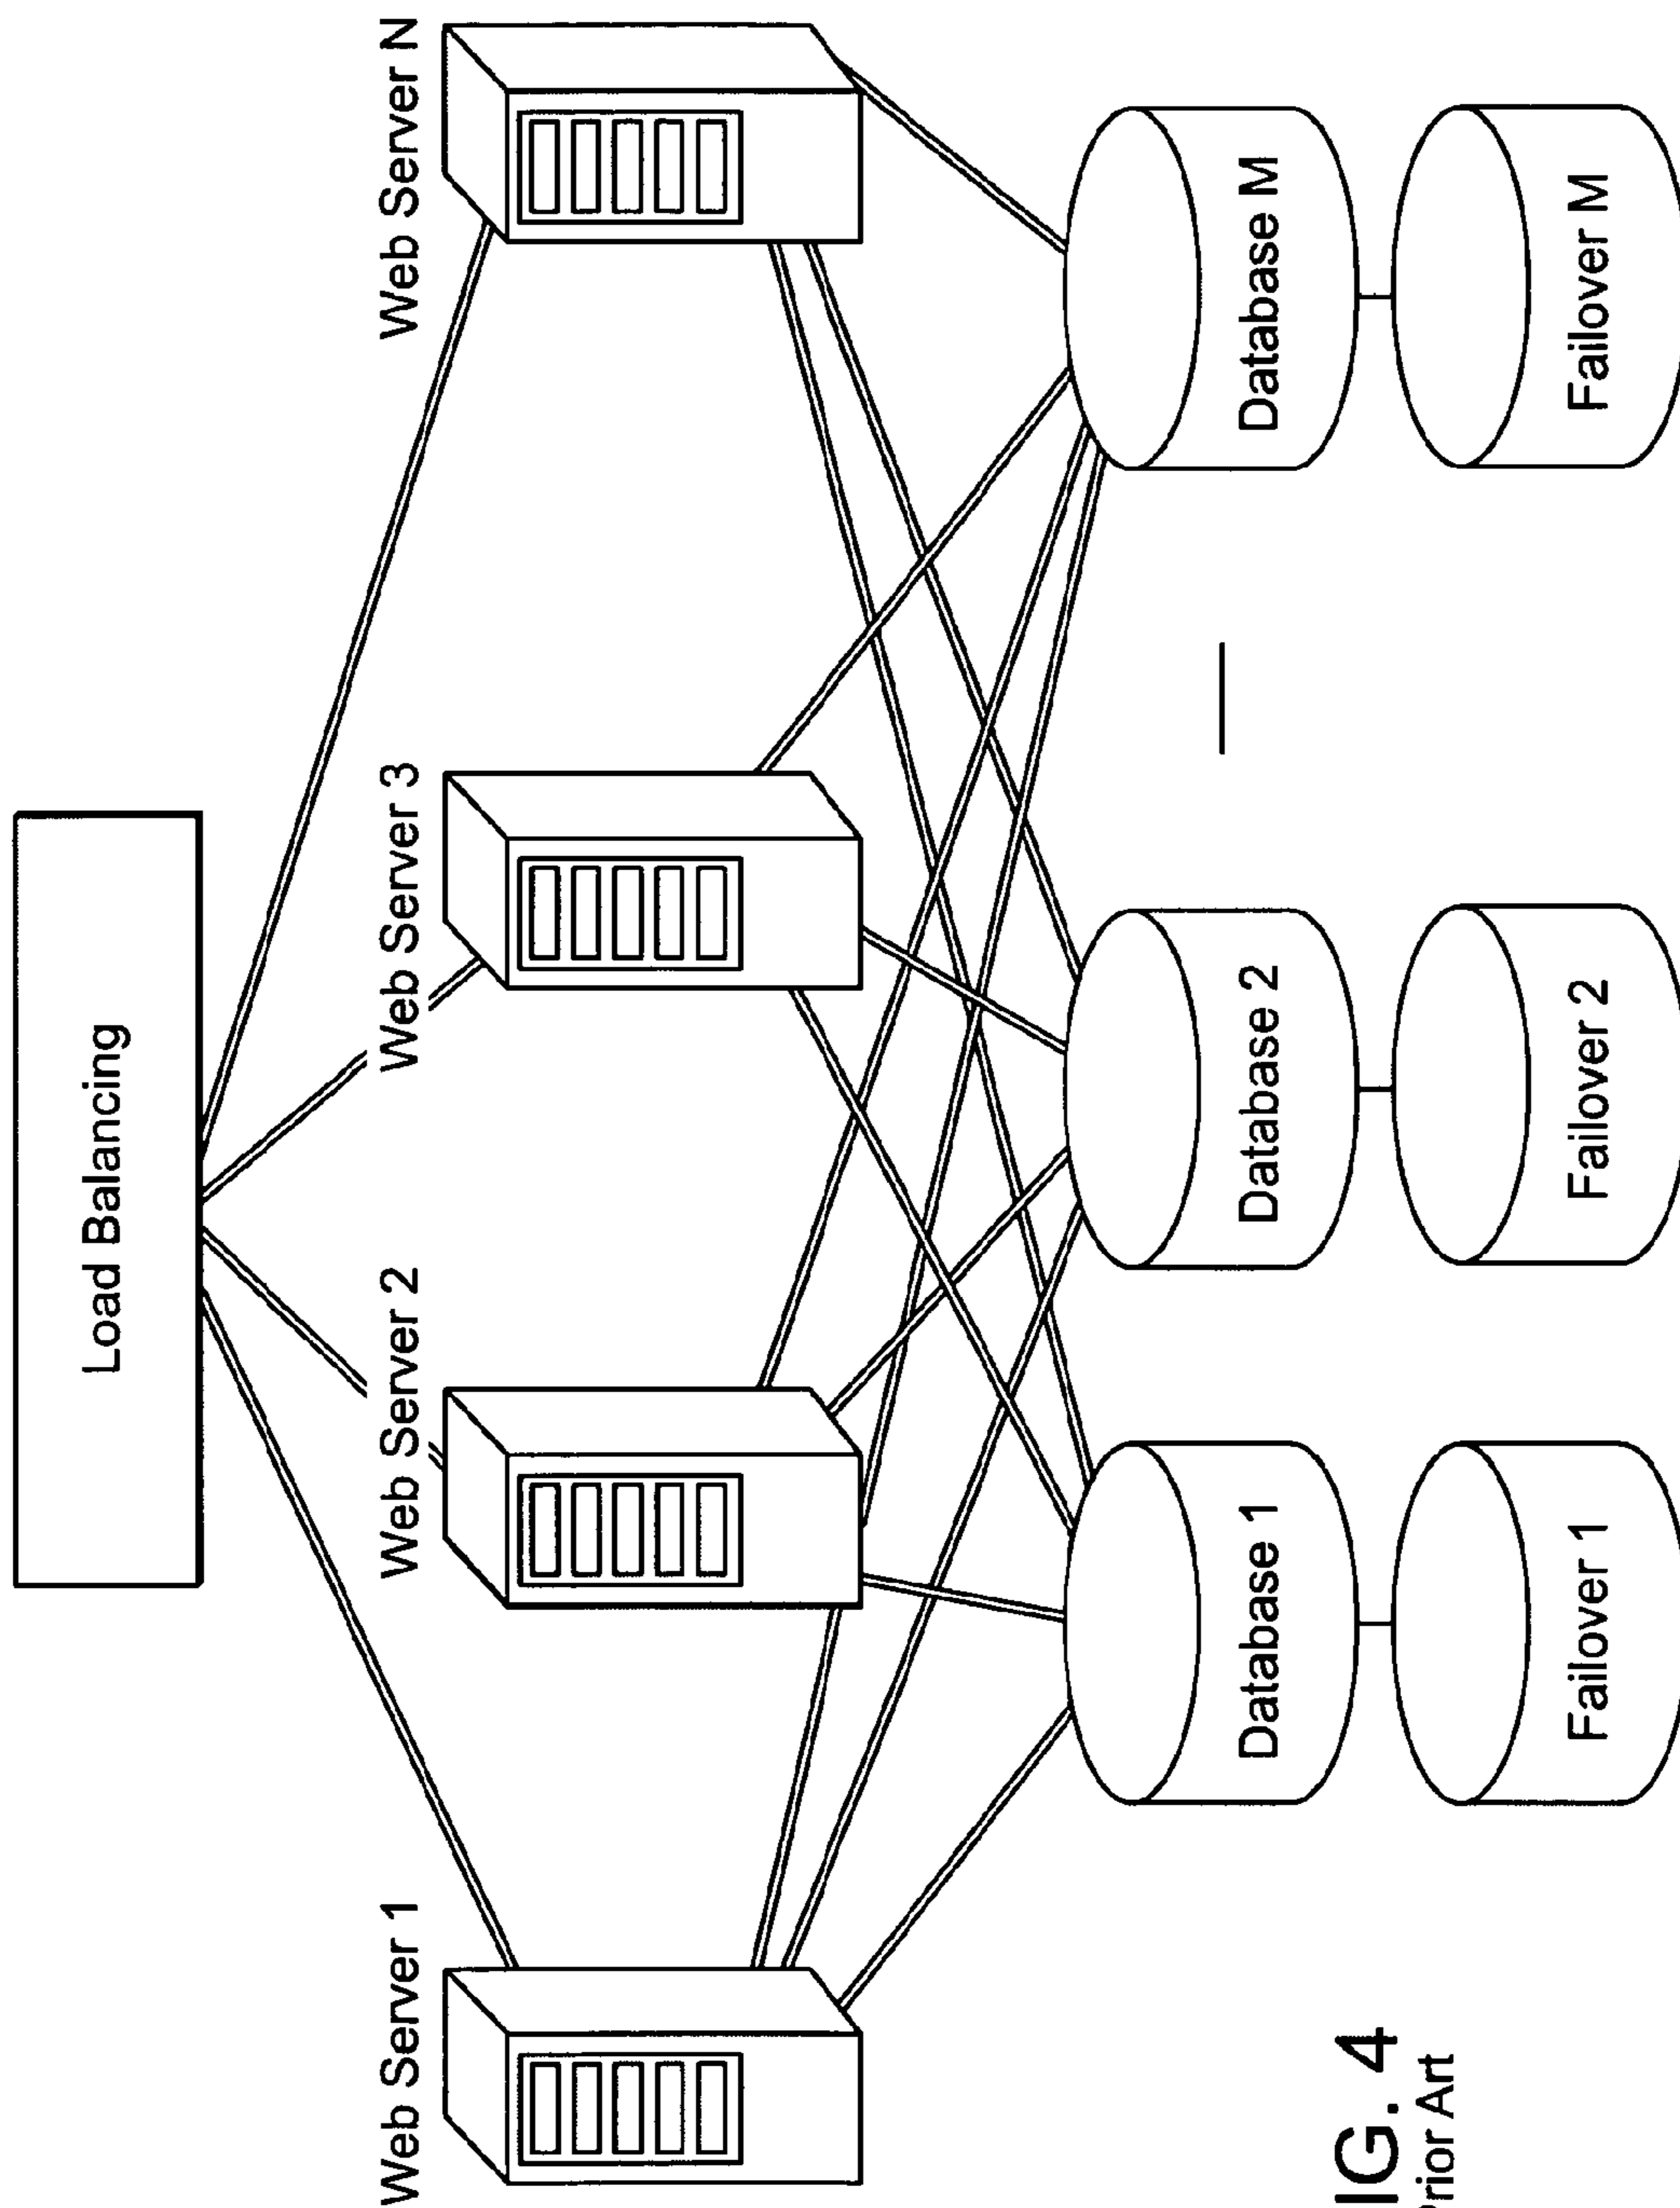 Load Balancing
Web Server 1
Web Server 2
Web Server 3
Web Server N
Database 1
Database 2
Database M
Failover 1
Failover 2
Failover M
IG. 4
rior Art